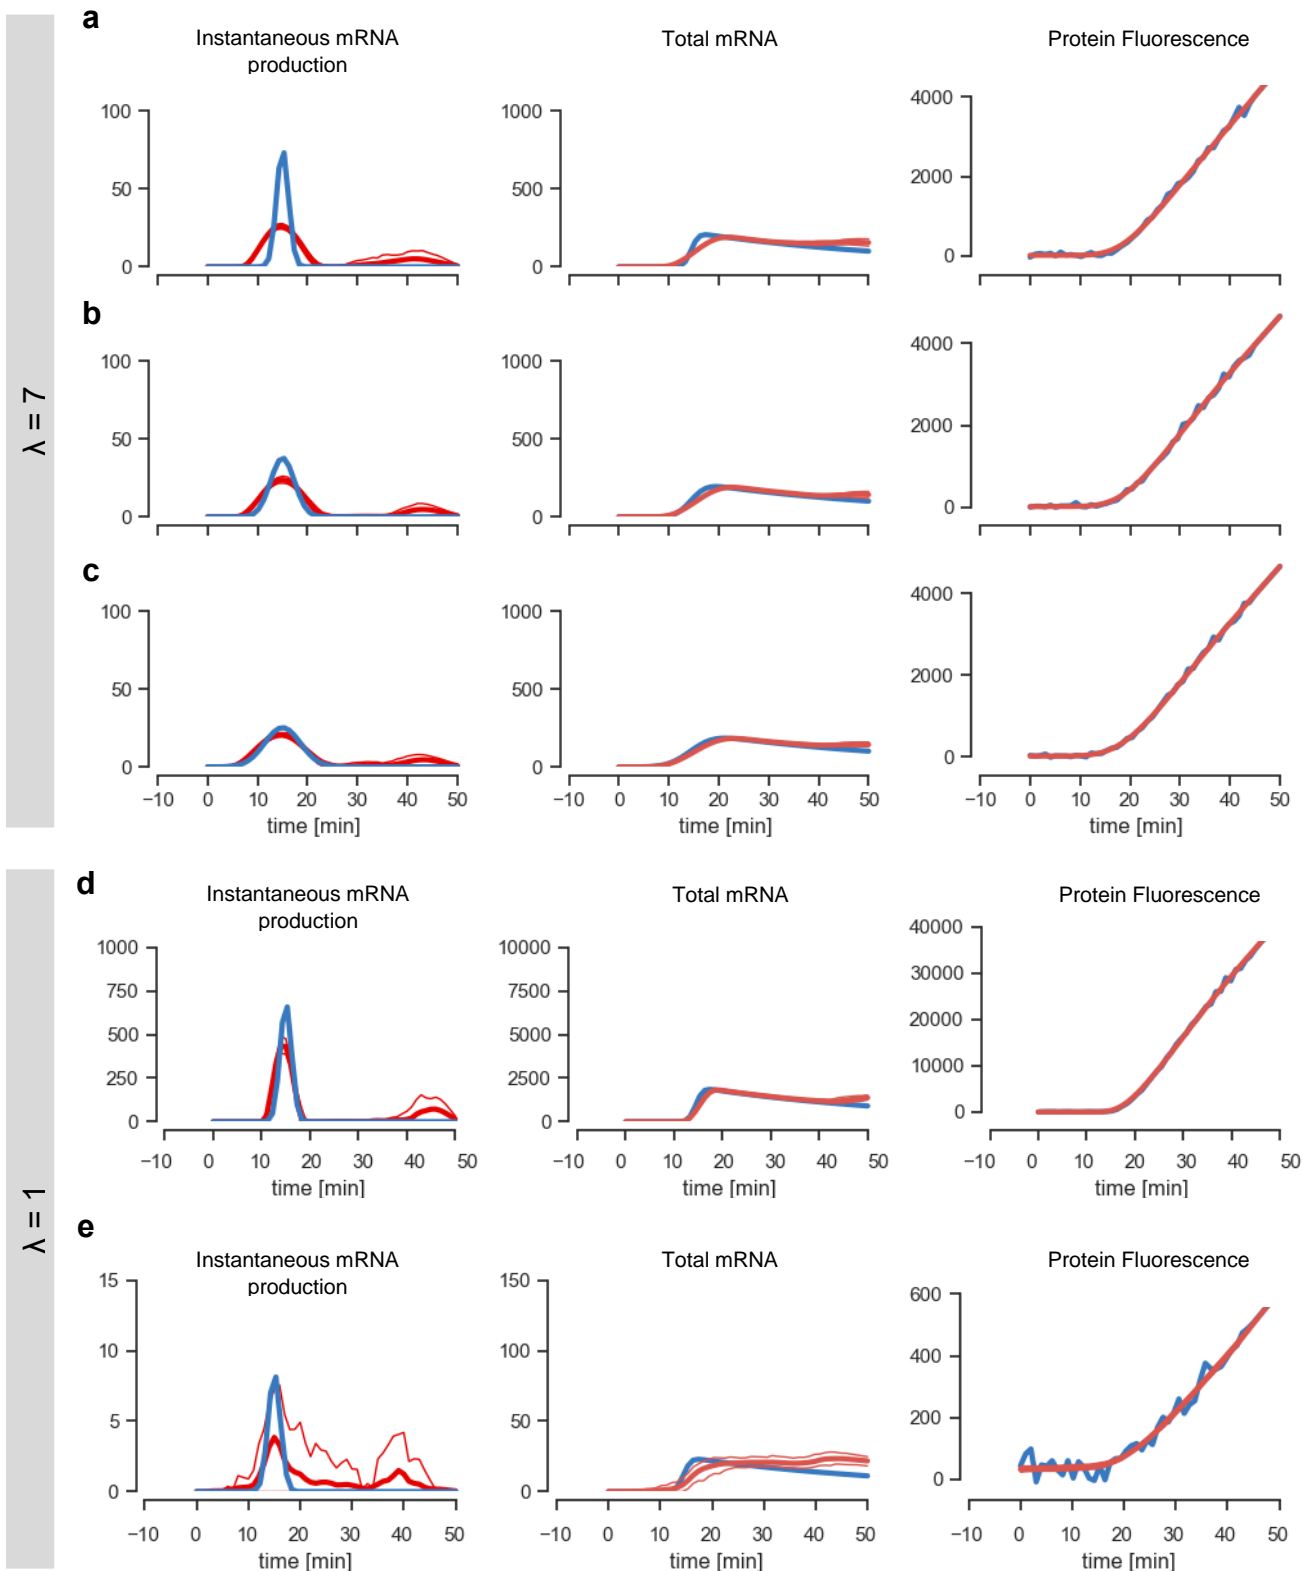 λ = 7
a
Instantaneous mRNA
production
Total mRNA
Protein Fluorescence
100
50
0
1000
500
0
4000
2000
0
b
100
50
0
1000
500
0
4000
2000
0
c
100
50
0
1000
500
0
4000
2000
0
−10 0 10 20 30 40 50
time [min]
−10 0 10 20 30 40 50
time [min]
−10 0 10 20 30 40 50
time [min]
λ = 1
d
Instantaneous mRNA
production
Total mRNA
Protein Fluorescence
1000
750
500
250
0
10000
7500
5000
2500
0
40000
30000
20000
10000
0
−10 0 10 20 30 40 50
time [min]
−10 0 10 20 30 40 50
time [min]
−10 0 10 20 30 40 50
time [min]
e
Instantaneous mRNA
production
Total mRNA
Protein Fluorescence
15
10
5
0
150
100
50
0
600
400
200
0
−10 0 10 20 30 40 50
time [min]
−10 0 10 20 30 40 50
time [min]
−10 0 10 20 30 40 50
time [min]